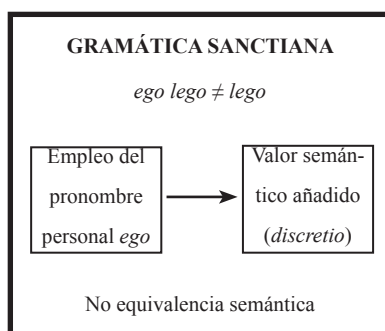 GRAMÁTICA SANCTIANA
ego lego ≠ lego
Empleo del
pronombre
personal ego
Valor semán-
tico añadido
(discretio)
No equivalencia semántica